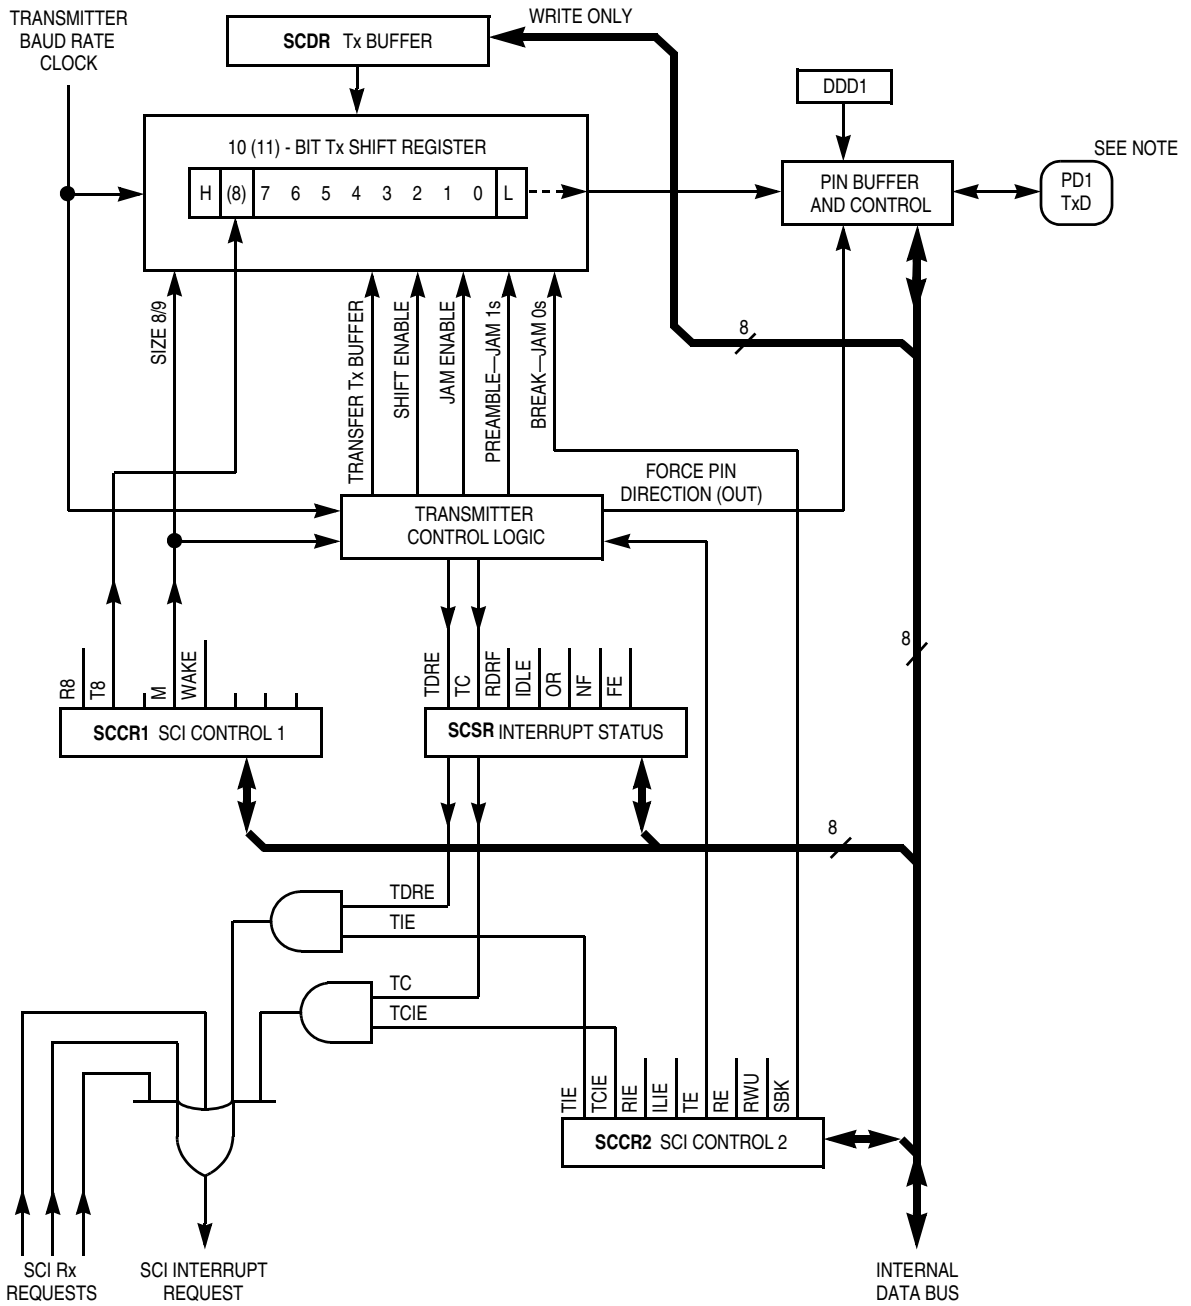 TRANSMITTER
BAUD RATE
CLOCK
SCDR Tx BUFFER
WRITE ONLY
DDD1
SEE NOTE
10 (11) - BIT Tx SHIFT REGISTER
H (8) 7 6 5 4 3 2 1 0 L
PIN BUFFER
AND CONTROL
PD1
TxD
SIZE 8/9
TRANSFER Tx BUFFER
SHIFT ENABLE
JAM ENABLE
PREAMBLE—JAM 1s
BREAK—JAM 0s
8
FORCE PIN
DIRECTION (OUT)
TRANSMITTER
CONTROL LOGIC
8
R8
T8
M
WAKE
TDRE
TC
RDRF
IDLE
OR
NF
FE
SCCR1 SCI CONTROL 1
SCSR INTERRUPT STATUS
8
TDRE
TIE
TC
TCIE
TIE
TCIE
RIE
ILIE
TE
RE
RWU
SBK
SCCR2 SCI CONTROL 2
SCI Rx
REQUESTS
SCI INTERRUPT
REQUEST
INTERNAL
DATA BUS